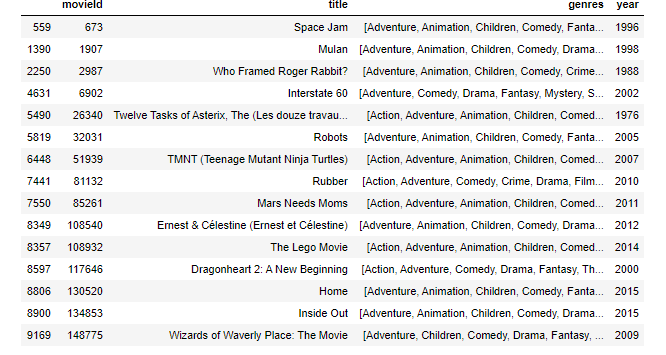 movieId title genres year
559 673 Space Jam [Adventure, Animation, Children, Comedy, Fanta... 1996
1390 1907 Mulan [Adventure, Animation, Children, Comedy, Drama... 1998
2250 2987 Who Framed Roger Rabbit? [Adventure, Animation, Children, Comedy, Crime... 1988
4631 6902 Interstate 60 [Adventure, Comedy, Drama, Fantasy, Mystery, S... 2002
5490 26340 Twelve Tasks of Asterix, The (Les douze travau... [Action, Adventure, Animation, Children, Comed... 1976
5819 32031 Robots [Adventure, Animation, Children, Comedy, Fanta... 2005
6448 51939 TMNT (Teenage Mutant Ninja Turtles) [Action, Adventure, Animation, Children, Comed... 2007
7441 81132 Rubber [Action, Adventure, Comedy, Crime, Drama, Film... 2010
7550 85261 Mars Needs Moms [Action, Adventure, Animation, Children, Comed... 2011
8349 108540 Ernest & Célestine (Ernest et Célestine) [Adventure, Animation, Children, Comedy, Drama... 2012
8357 108932 The Lego Movie [Action, Adventure, Animation, Children, Comed... 2014
8597 117646 Dragonheart 2: A New Beginning [Action, Adventure, Comedy, Drama, Fantasy, Th... 2000
8806 130520 Home [Adventure, Animation, Children, Comedy, Fanta... 2015
8900 134853 Inside Out [Adventure, Animation, Children, Comedy, Drama... 2015
9169 148775 Wizards of Waverly Place: The Movie [Adventure, Children, Comedy, Drama, Fantasy, ... 2009